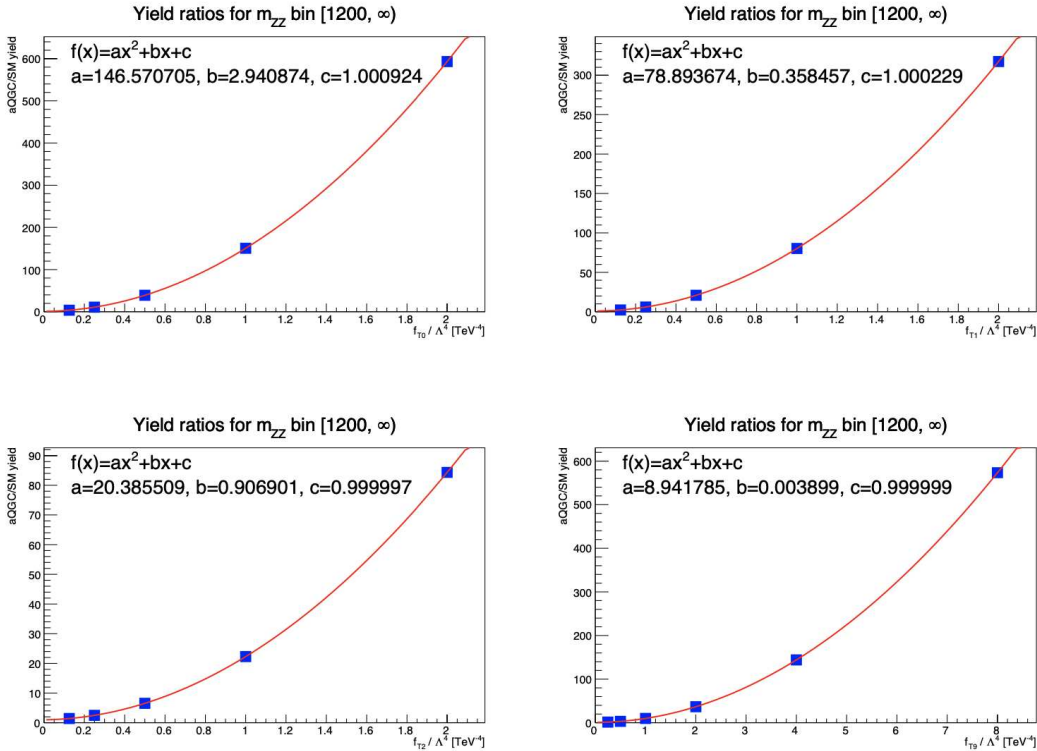 Yield ratios for mZZ bin [1200, ∞)
aQGC/SM yield
f(x)=ax²+bx+c
a=146.570705, b=2.940874, c=1.000924
600
500
400
300
200
100
0
0 0.2 0.4 0.6 0.8 1 1.2 1.4 1.6 1.8 2
fT0 / Λ⁴ [TeV⁻⁴]
Yield ratios for mZZ bin [1200, ∞)
aQGC/SM yield
f(x)=ax²+bx+c
a=78.893674, b=0.358457, c=1.000229
300
250
200
150
100
50
0
0 0.2 0.4 0.6 0.8 1 1.2 1.4 1.6 1.8 2
fT1 / Λ⁴ [TeV⁻⁴]
Yield ratios for mZZ bin [1200, ∞)
aQGC/SM yield
f(x)=ax²+bx+c
a=20.385509, b=0.906901, c=0.999997
90
80
70
60
50
40
30
20
10
0
0 0.2 0.4 0.6 0.8 1 1.2 1.4 1.6 1.8 2
fT2 / Λ⁴ [TeV⁻⁴]
Yield ratios for mZZ bin [1200, ∞)
aQGC/SM yield
f(x)=ax²+bx+c
a=8.941785, b=0.003899, c=0.999999
600
500
400
300
200
100
0
0 1 2 3 4 5 6 7 8
fT9 / Λ⁴ [TeV⁻⁴]